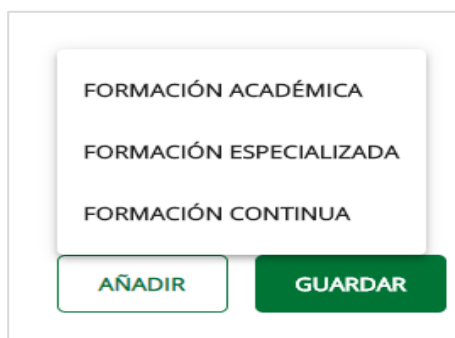 FORMACIÓN ACADÉMICA
FORMACIÓN ESPECIALIZADA
FORMACIÓN CONTINUA
AÑADIR GUARDAR